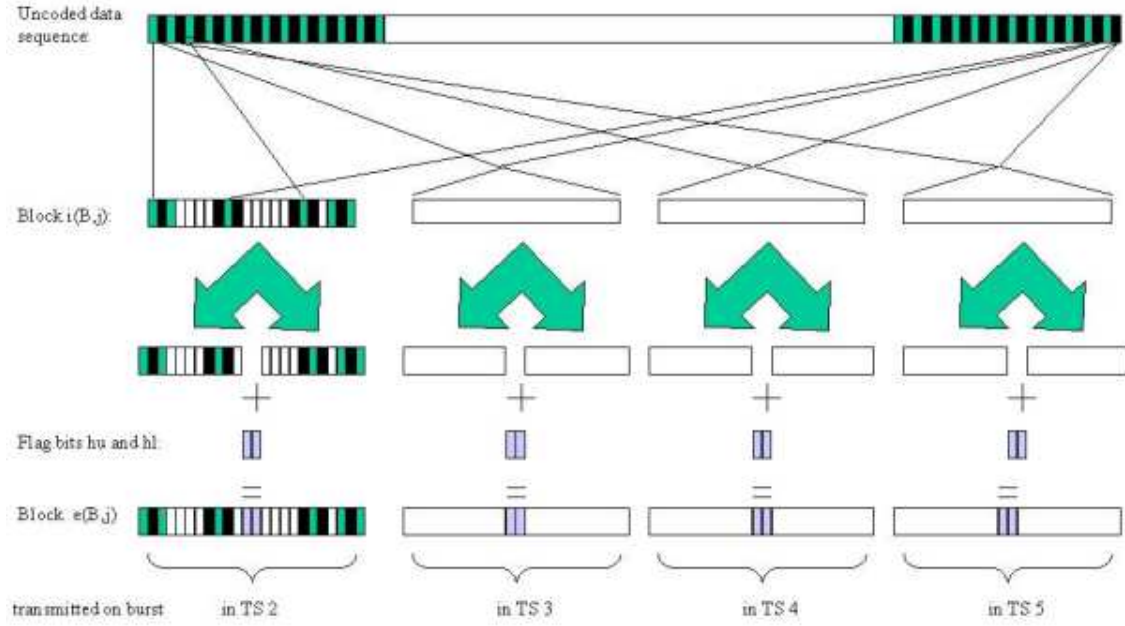 Uncoded data
sequence:
Block i(B,j):
+ + + +
Flag bits hu and hl:
= = = =
Block e(B,j)
transmitted on burst in TS 2 in TS 3 in TS 4 in TS 5